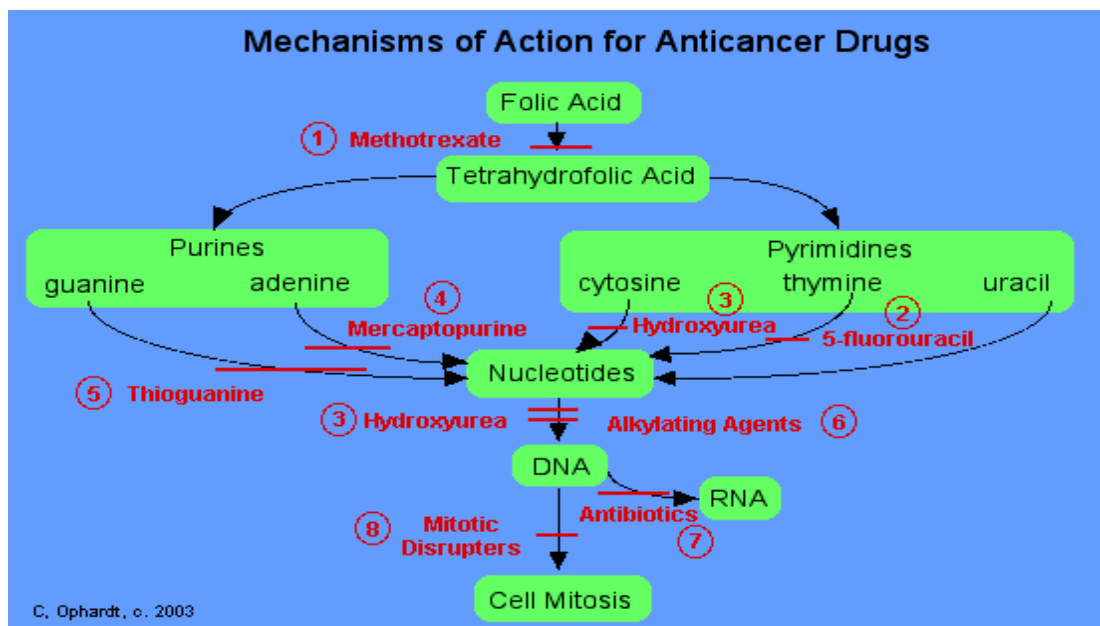 Mechanisms of Action for Anticancer Drugs
Folic Acid
1 Methotrexate
Tetrahydrofolic Acid
Purines
guanine adenine
Pyrimidines
cytosine thymine uracil
4
Mercaptopurine
3
Hydroxyurea
2
5-fluorouracil
Nucleotides
5 Thioguanine
3 Hydroxyurea
Alkylating Agents 6
DNA
RNA
Antibiotics
7
8 Mitotic
Disrupters
Cell Mitosis
C, Ophardt, c. 2003